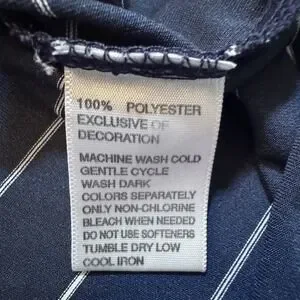 100% POLYESTER
EXCLUSIVE OF
DECORATION
MACHINE WASH COLD
GENTLE CYCLE
WASH DARK
COLORS SEPARATELY
ONLY NON-CHLORINE
BLEACH WHEN NEEDED
DO NOT USE SOFTENERS
TUMBLE DRY LOW
COOL IRON